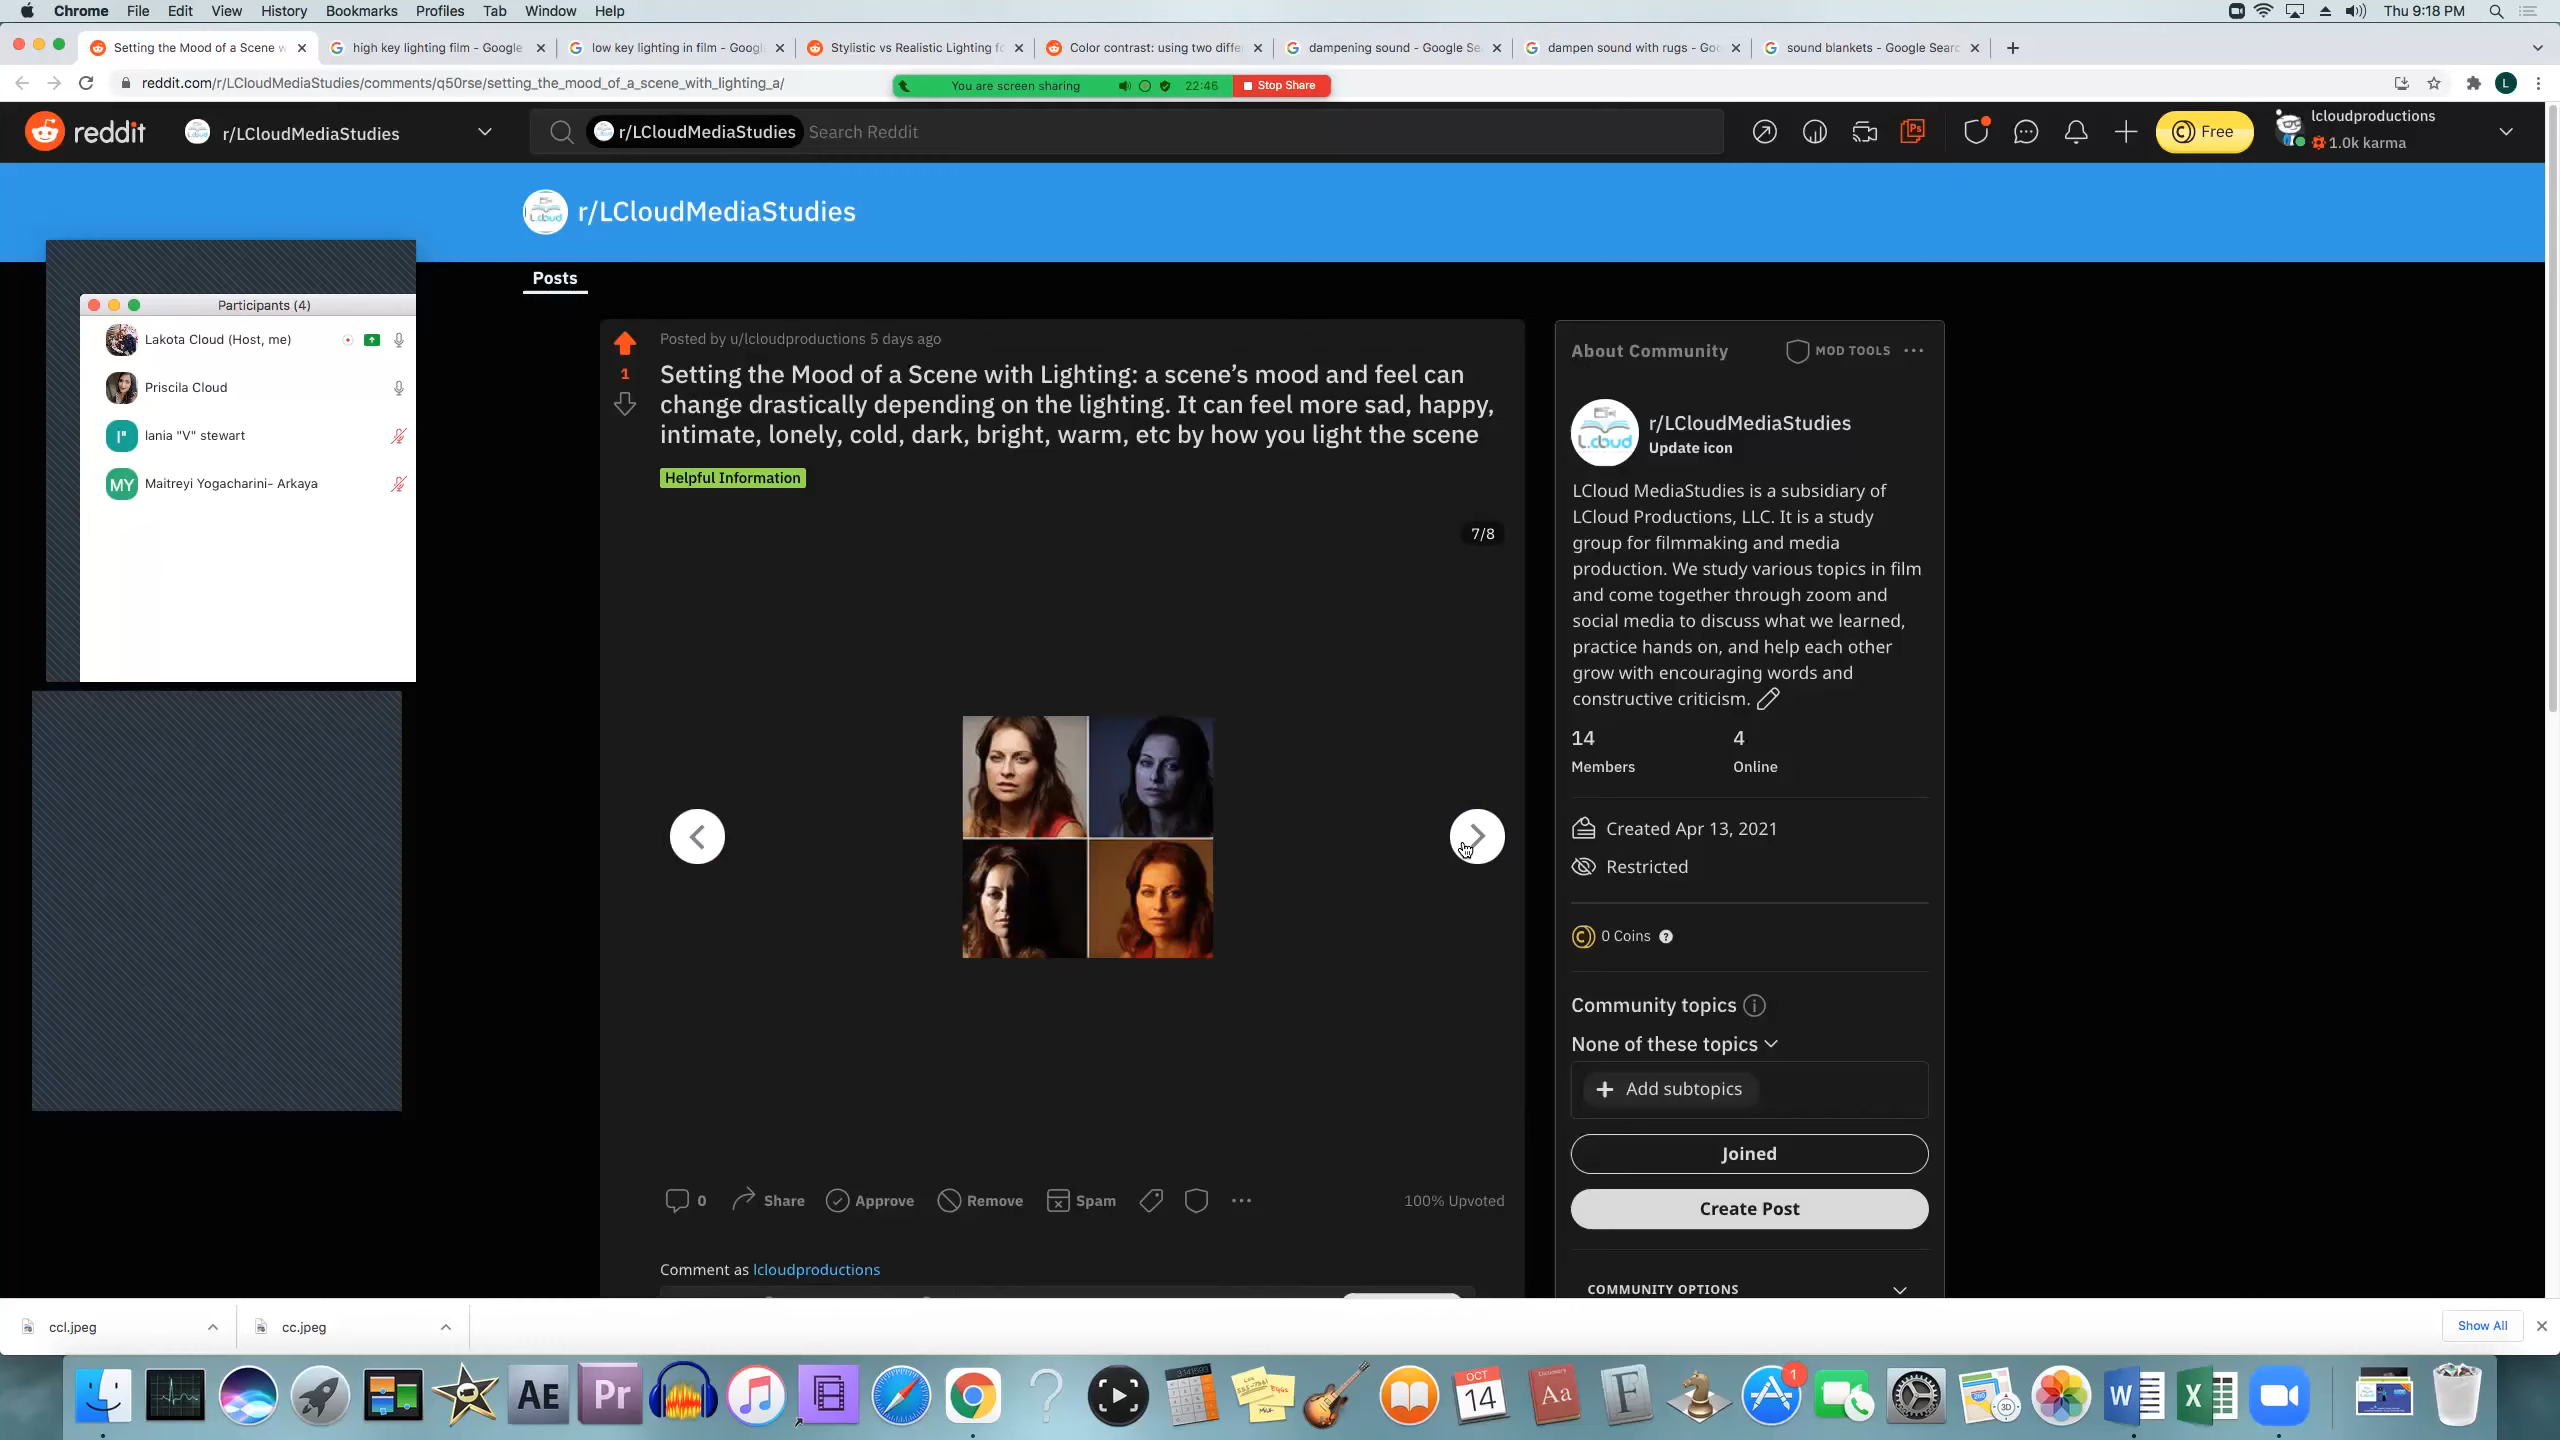 Chrome File Edit View History Bookmarks Profiles Tab Window Help
Thu 9:18 PM
Setting the Mood of a Scene w
high key lighting film - Google
low key lighting in film - Googl
Stylistic vs Realistic Lighting fo
Color contrast: using two differ
dampening sound - Google Se
dampen sound with rugs - Goo
sound blankets - Google Searc
reddit.com/r/LCloudMediaStudies/comments/q50rse/setting_the_mood_of_a_scene_with_lighting_a/
You are screen sharing
22:46
Stop Share
reddit
r/LCloudMediaStudies
r/LCloudMediaStudies
Search Reddit
Free
lcloudproductions
1.0k karma
r/LCloudMediaStudies
Posts
Participants (4)
Lakota Cloud (Host, me)
Priscila Cloud
Iania "V" stewart
MY Maitreyi Yogacharini- Arkaya
Posted by u/lcloudproductions 5 days ago
1
Setting the Mood of a Scene with Lighting: a scene's mood and feel can
change drastically depending on the lighting. It can feel more sad, happy,
intimate, lonely, cold, dark, bright, warm, etc by how you light the scene
Helpful Information
7/8
0
Share
Approve
Remove
Spam
100% Upvoted
Comment as lcloudproductions
About Community
MOD TOOLS
L.cloud
r/LCloudMediaStudies
Update icon
LCloud MediaStudies is a subsidiary of
LCloud Productions, LLC. It is a study
group for filmmaking and media
production. We study various topics in film
and come together through zoom and
social media to discuss what we learned,
practice hands on, and help each other
grow with encouraging words and
constructive criticism.
14
Members
4
Online
Created Apr 13, 2021
Restricted
0 Coins
Community topics
None of these topics
Add subtopics
Joined
Create Post
COMMUNITY OPTIONS
ccl.jpeg
cc.jpeg
Show All
AE
Pr
OCT
14
Aa
F
1
3D
W
X